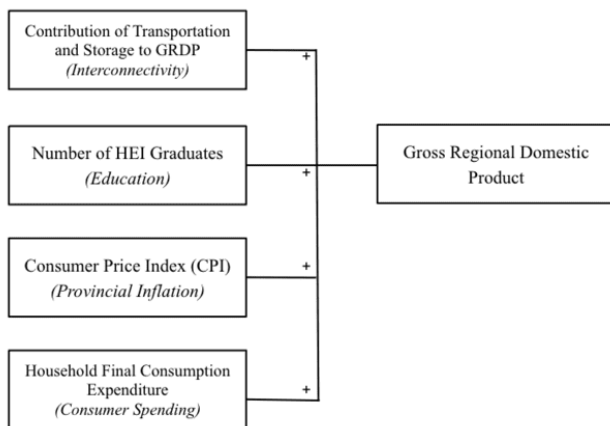 Contribution of Transportation
and Storage to GRDP
(Interconnectivity)
+
Number of HEI Graduates
(Education)
+
Gross Regional Domestic
Product
Consumer Price Index (CPI)
(Provincial Inflation)
+
Household Final Consumption
Expenditure
(Consumer Spending)
+